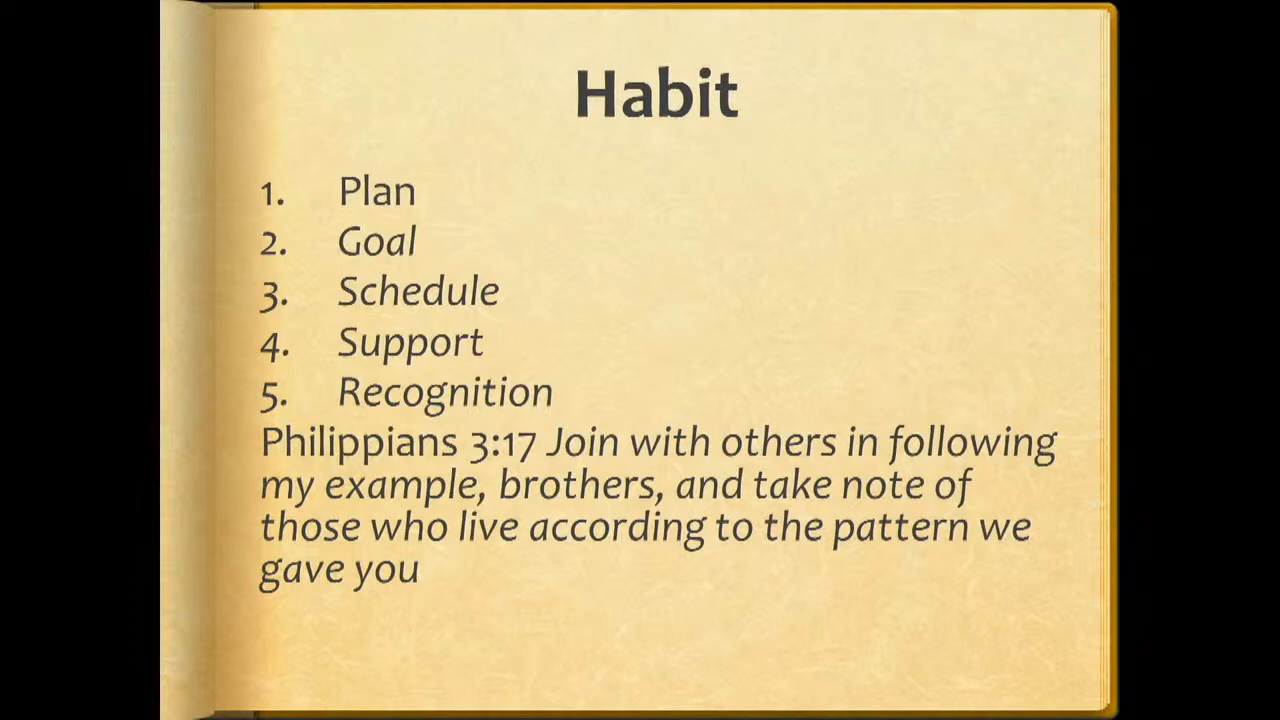 Habit
1. Plan
2. Goal
3. Schedule
4. Support
5. Recognition
Philippians 3:17 Join with others in following
my example, brothers, and take note of
those who live according to the pattern we
gave you